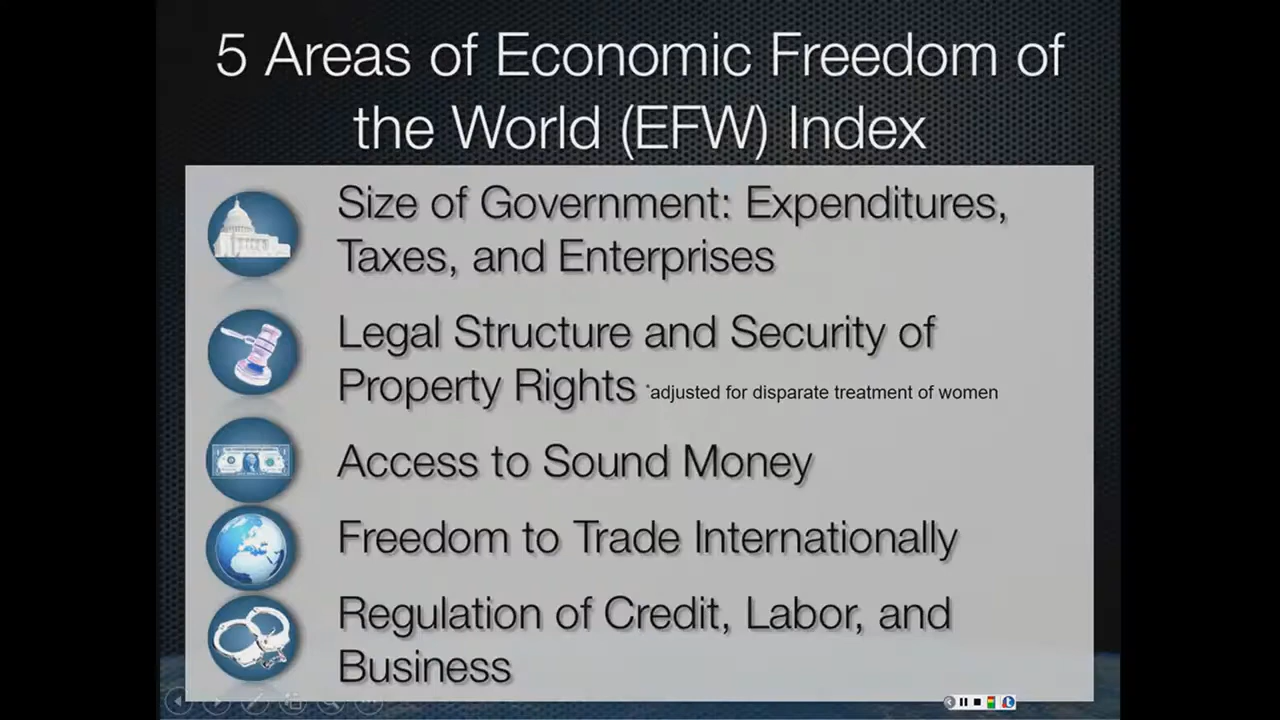 5 Areas of Economic Freedom of
the World (EFW) Index
Size of Government: Expenditures,
Taxes, and Enterprises
Legal Structure and Security of
Property Rights *adjusted for disparate treatment of women
Access to Sound Money
Freedom to Trade Internationally
Regulation of Credit, Labor, and
Business